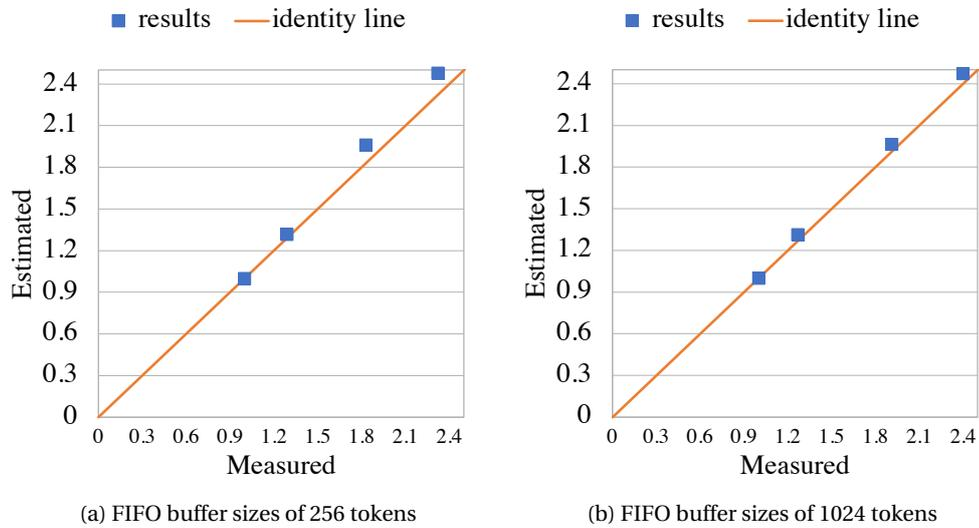 results identity line
2.4
2.1
1.8
1.5
1.2
0.9
0.6
0.3
0
Estimated
0 0.3 0.6 0.9 1.2 1.5 1.8 2.1 2.4
Measured
(a) FIFO buffer sizes of 256 tokens
results identity line
2.4
2.1
1.8
1.5
1.2
0.9
0.6
0.3
0
Estimated
0 0.3 0.6 0.9 1.2 1.5 1.8 2.1 2.4
Measured
(b) FIFO buffer sizes of 1024 tokens